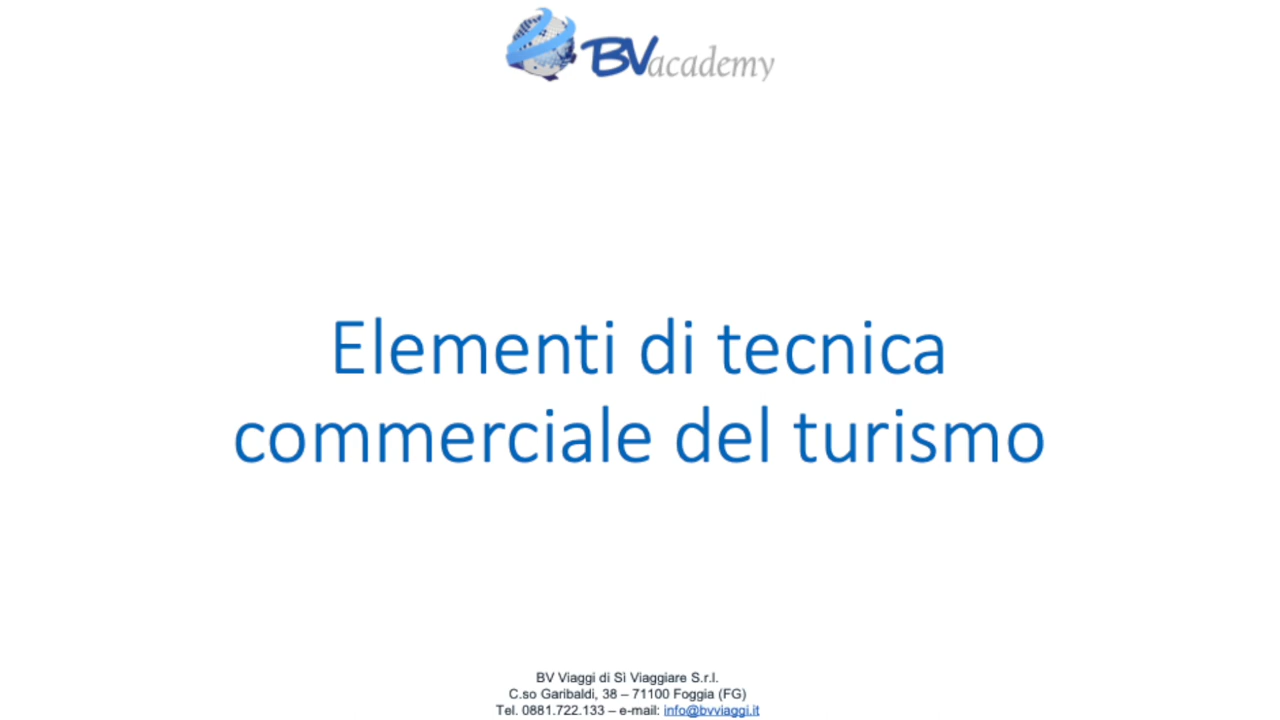 BVacademy
Elementi di tecnica
commerciale del turismo
BV Viaggi di Sì Viaggiare S.r.l.
C.so Garibaldi, 38 – 71100 Foggia (FG)
Tel. 0881.722.133 – e-mail: info@bvviaggi.it